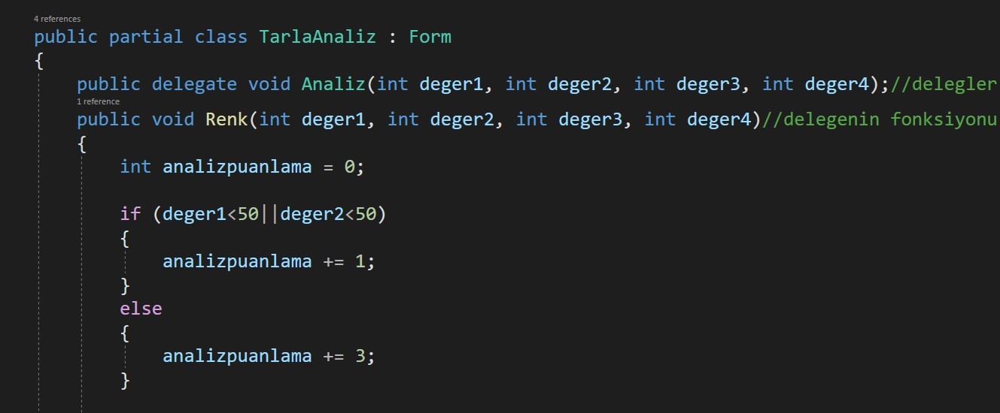 4 references
public partial class TarlaAnaliz : Form
{
public delegate void Analiz(int deger1, int deger2, int deger3, int deger4);//delegler
1 reference
public void Renk(int deger1, int deger2, int deger3, int deger4)//delegenin fonksiyonu
{
int analizpuanlama = 0;
if (deger1<50||deger2<50)
{
analizpuanlama += 1;
}
else
{
analizpuanlama += 3;
}